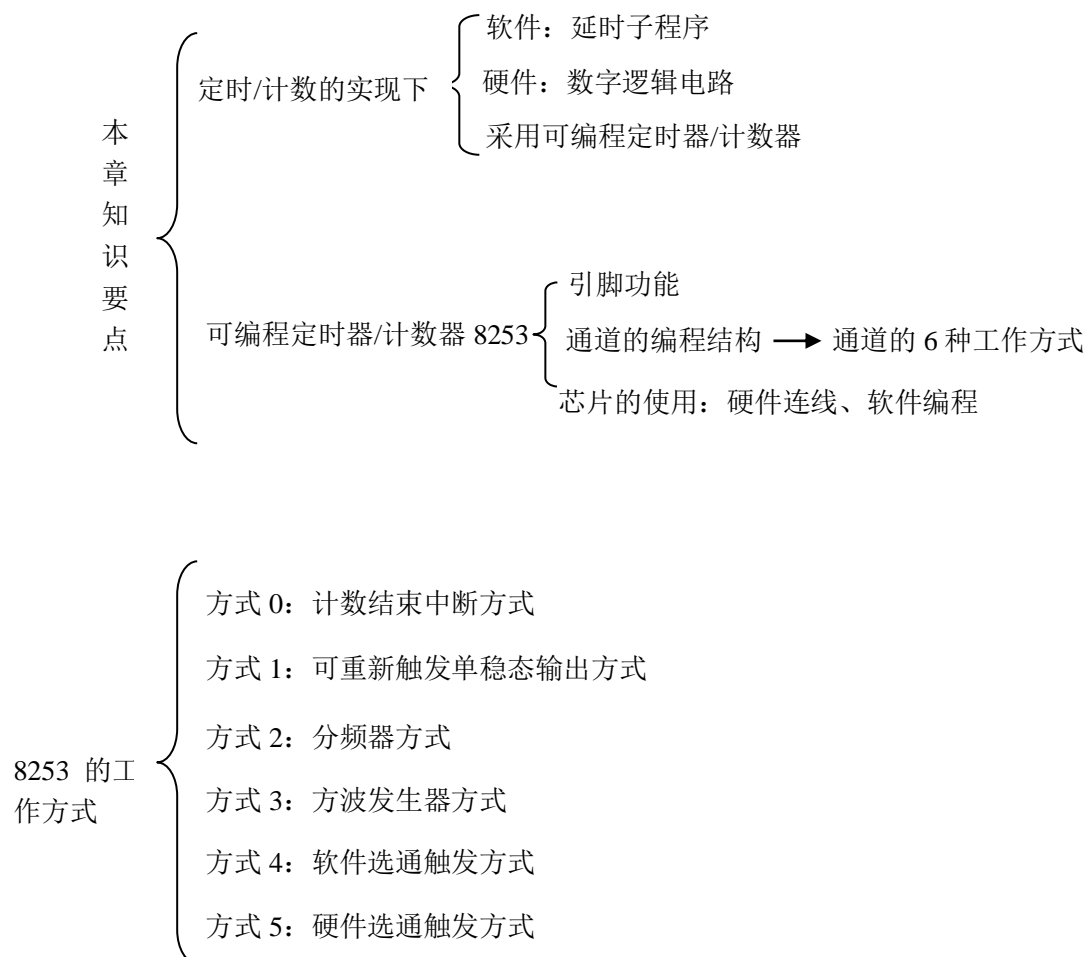 软件：延时子程序
定时/计数的实现下
硬件：数字逻辑电路
采用可编程定时器/计数器
本章知识要点
引脚功能
可编程定时器/计数器 8253
通道的编程结构
通道的 6 种工作方式
芯片的使用：硬件连线、软件编程
方式 0：计数结束中断方式
方式 1：可重新触发单稳态输出方式
方式 2：分频器方式
8253 的工
作方式
方式 3：方波发生器方式
方式 4：软件选通触发方式
方式 5：硬件选通触发方式